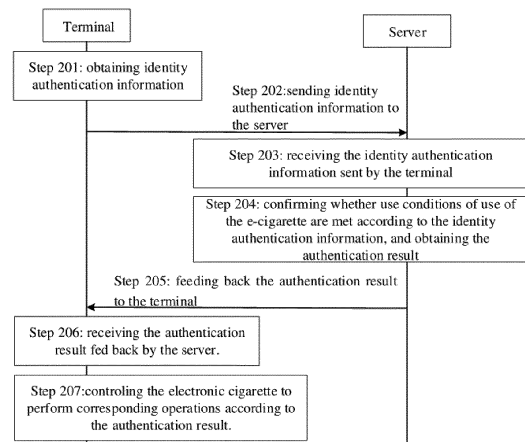 Terminal
Server
Step 201: obtaining identity
authentication information
Step 202:sending identity
authentication information to
the server
Step 203: receiving the identity authentication
information sent by the terminal
Step 204: confirming whether use conditions of use of
the e-cigarette are met according to the identity
authentication information, and obtaining the
authentication result
Step 205: feeding back the authentication result
to the terminal
Step 206: receiving the authentication
result fed back by the server.
Step 207:controling the electronic cigarette to
perform corresponding operations according to
the authentication result.